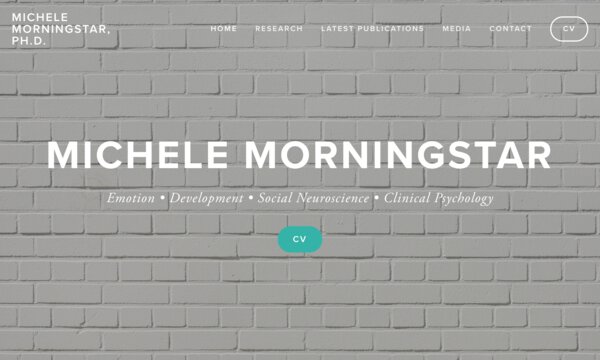 MICHELE
MORNINGSTAR,
PH.D.
HOME RESEARCH LATEST PUBLICATIONS MEDIA CONTACT CV
MICHELE MORNINGSTAR
Emotion • Development • Social Neuroscience • Clinical Psychology
CV